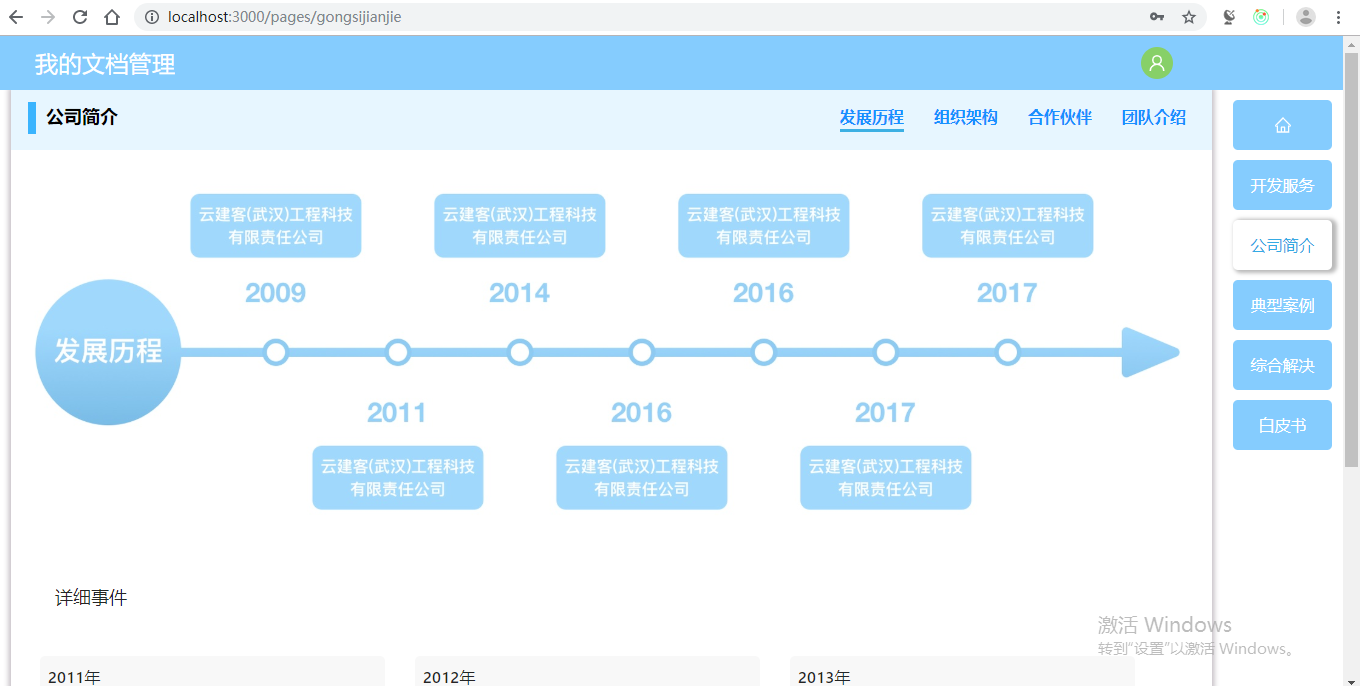 localhost:3000/pages/gongsijianjie
我的文档管理
公司简介
发展历程
组织架构
合作伙伴
团队介绍
云建客(武汉)工程科技
有限责任公司
云建客(武汉)工程科技
有限责任公司
云建客(武汉)工程科技
有限责任公司
云建客(武汉)工程科技
有限责任公司
2009
2014
2016
2017
发展历程
2011
2016
2017
云建客(武汉)工程科技
有限责任公司
云建客(武汉)工程科技
有限责任公司
云建客(武汉)工程科技
有限责任公司
开发服务
公司简介
典型案例
综合解决
白皮书
详细事件
2011年
2012年
2013年
激活 Windows
转到"设置"以激活 Windows。